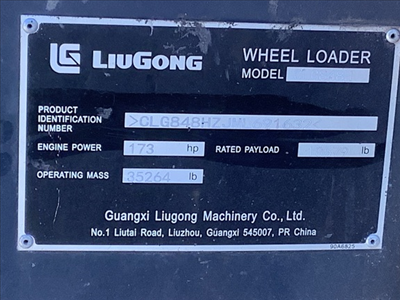 LIUGONG
WHEEL LOADER
MODEL
PRODUCT
IDENTIFICATION
NUMBER
ENGINE POWER 173 hp RATED PAYLOAD lb
OPERATING MASS 35264 lb
Guangxi Liugong Machinery Co., Ltd.
No.1 Liutai Road, Liuzhou, Guangxi 545007, PR China
90A6825